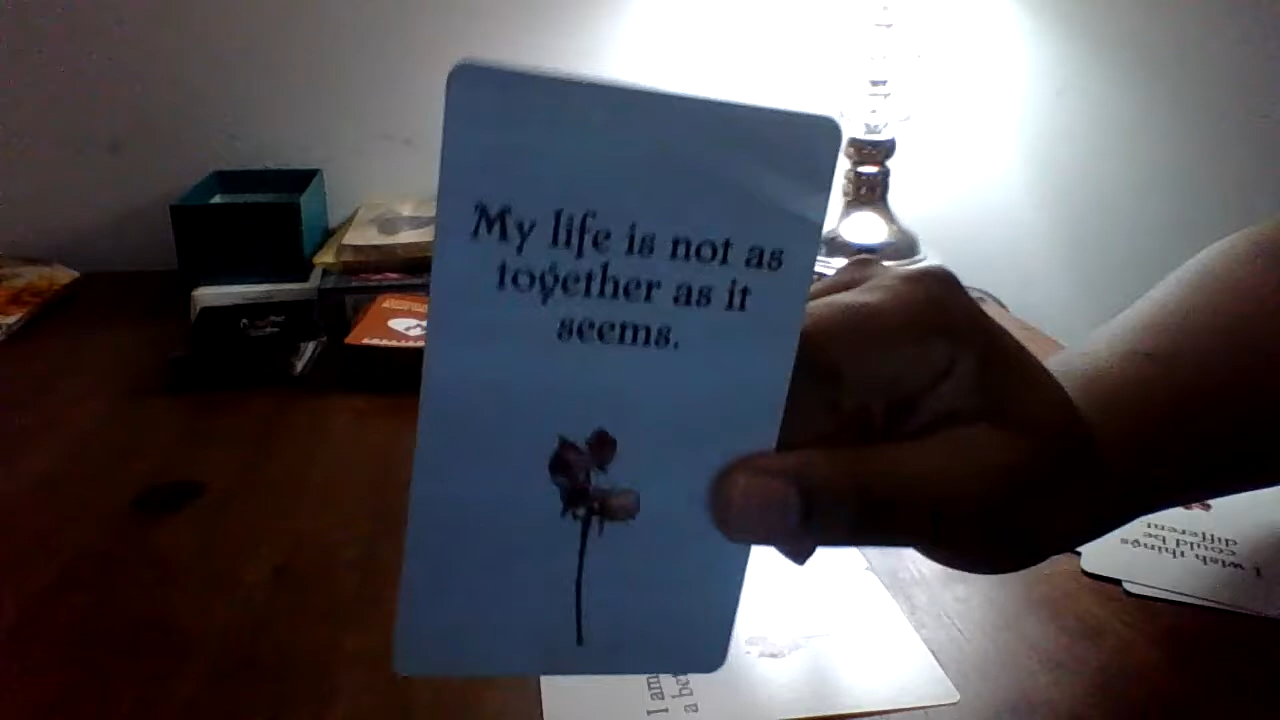 My life is not as
together as it
seems.
I wish things
could be
different.
I am
a